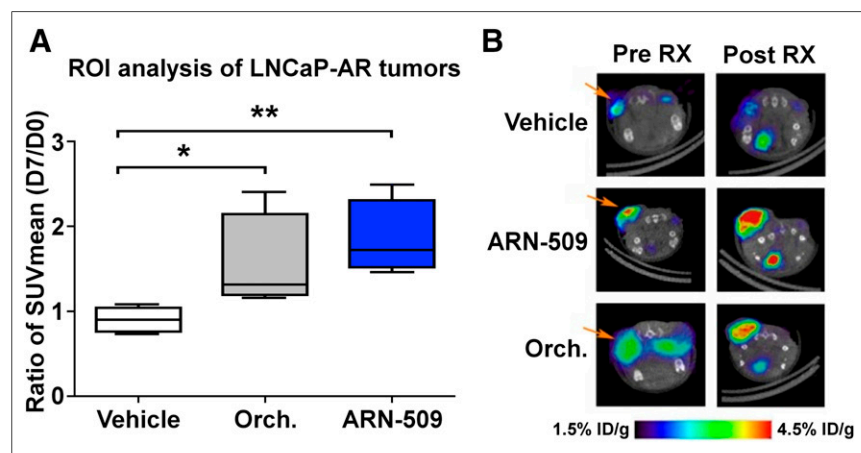 A
ROI analysis of LNCaP-AR tumors
Ratio of SUVmean (D7/D0)
3
2
1
0
*
**
Vehicle
Orch.
ARN-509
B
Pre RX
Post RX
Vehicle
ARN-509
Orch.
1.5% ID/g
4.5% ID/g